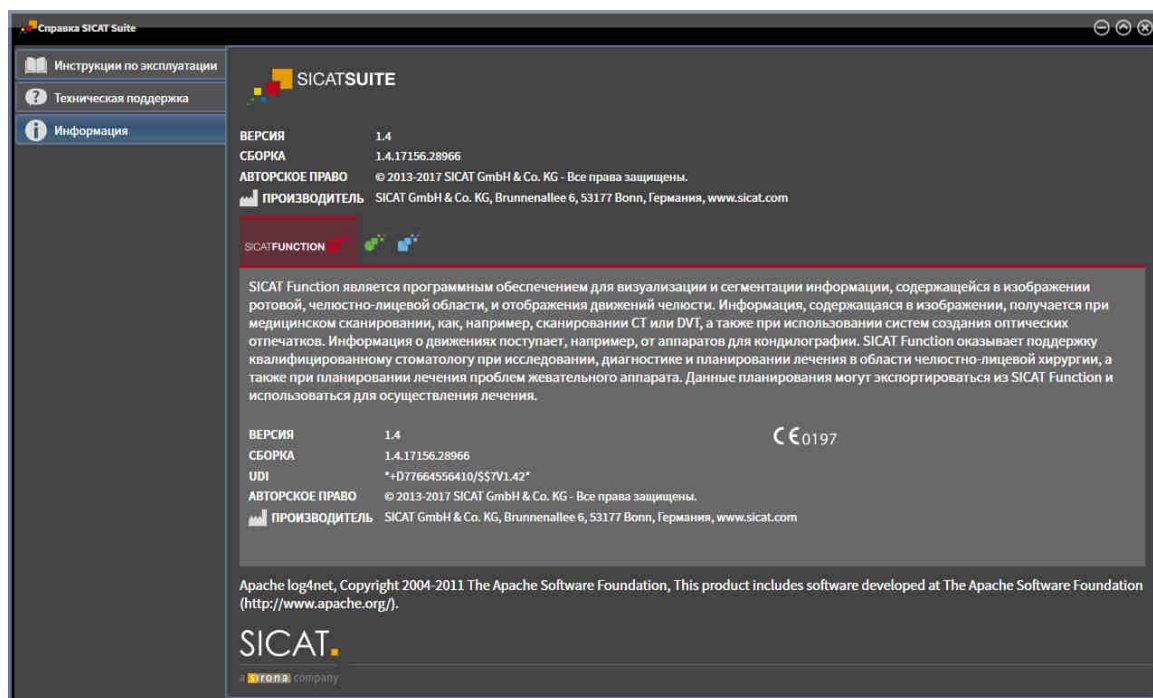 Справка SICAT Suite
Инструкции по эксплуатации
Техническая поддержка
Информация
SICATSUITE
ВЕРСИЯ 1.4
СБОРКА 1.4.17156.28966
АВТОРСКОЕ ПРАВО © 2013-2017 SICAT GmbH & Co. KG - Все права защищены.
ПРОИЗВОДИТЕЛЬ SICAT GmbH & Co. KG, Brunnenallee 6, 53177 Bonn, Германия, www.sicat.com
SICATFUNCTION
SICAT Function является программным обеспечением для визуализации и сегментации информации, содержащейся в изображении
ротовой, челюстно-лицевой области, и отображения движений челюсти. Информация, содержащаяся в изображении, получается при
медицинском сканировании, как, например, сканировании CT или DVT, а также при использовании систем создания оптических
отпечатков. Информация о движениях поступает, например, от аппаратов для кондилографии. SICAT Function оказывает поддержку
квалифицированному стоматологу при исследовании, диагностике и планировании лечения в области челюстно-лицевой хирургии, а
также при планировании лечения проблем жевательного аппарата. Данные планирования могут экспортироваться из SICAT Function и
использоваться для осуществления лечения.
ВЕРСИЯ 1.4
СБОРКА 1.4.17156.28966
UDI *+D77664556410/$$7V1.42*
АВТОРСКОЕ ПРАВО © 2013-2017 SICAT GmbH & Co. KG - Все права защищены.
ПРОИЗВОДИТЕЛЬ SICAT GmbH & Co. KG, Brunnenallee 6, 53177 Bonn, Германия, www.sicat.com
CE0197
Apache log4net, Copyright 2004-2011 The Apache Software Foundation, This product includes software developed at The Apache Software Foundation
(http://www.apache.org/).
SICAT.
a sirona company